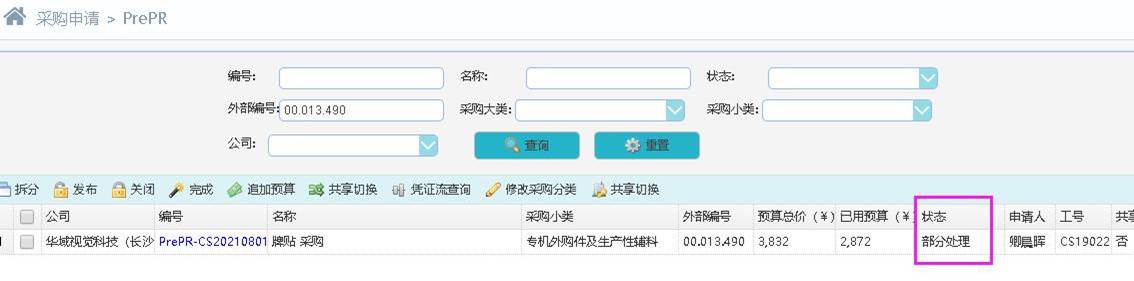 采购申请 > PrePR
编号: 名称: 状态:
外部编号: 00.013.490 采购大类: 采购小类:
公司: 查询 重置
拆分 发布 关闭 完成 追加预算 共享切换 凭证流查询 修改采购分类 共享切换
公司 编号 名称 采购小类 外部编号 预算总价(¥) 已用预算(¥) 状态 申请人 工号 共享
1 华域视觉科技(长沙 PrePR-CS20210801 牌贴 采购 专机外购件及生产性辅料 00.013.490 3,832 2,872 部分处理 卿晨晖 CS19022 否